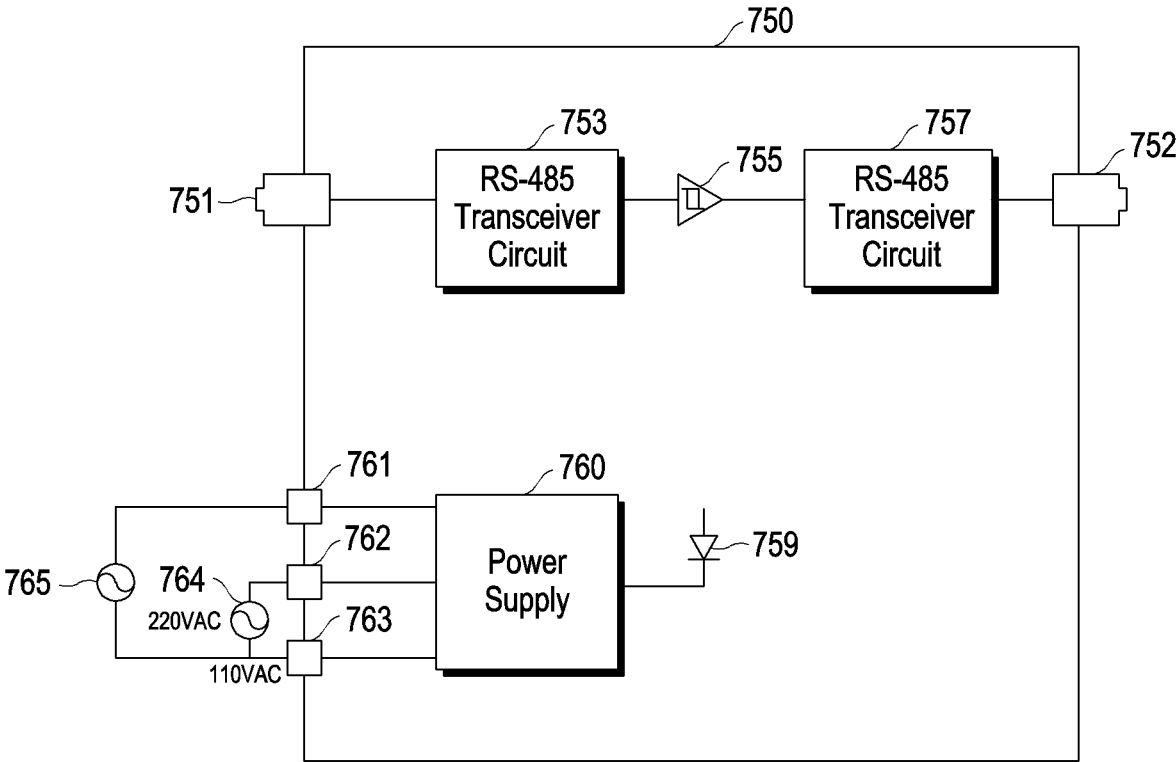 750
753
757
752
755
751
RS-485
Transceiver
Circuit
RS-485
Transceiver
Circuit
761
760
762
Power
Supply
759
765
764
220VAC
763
110VAC